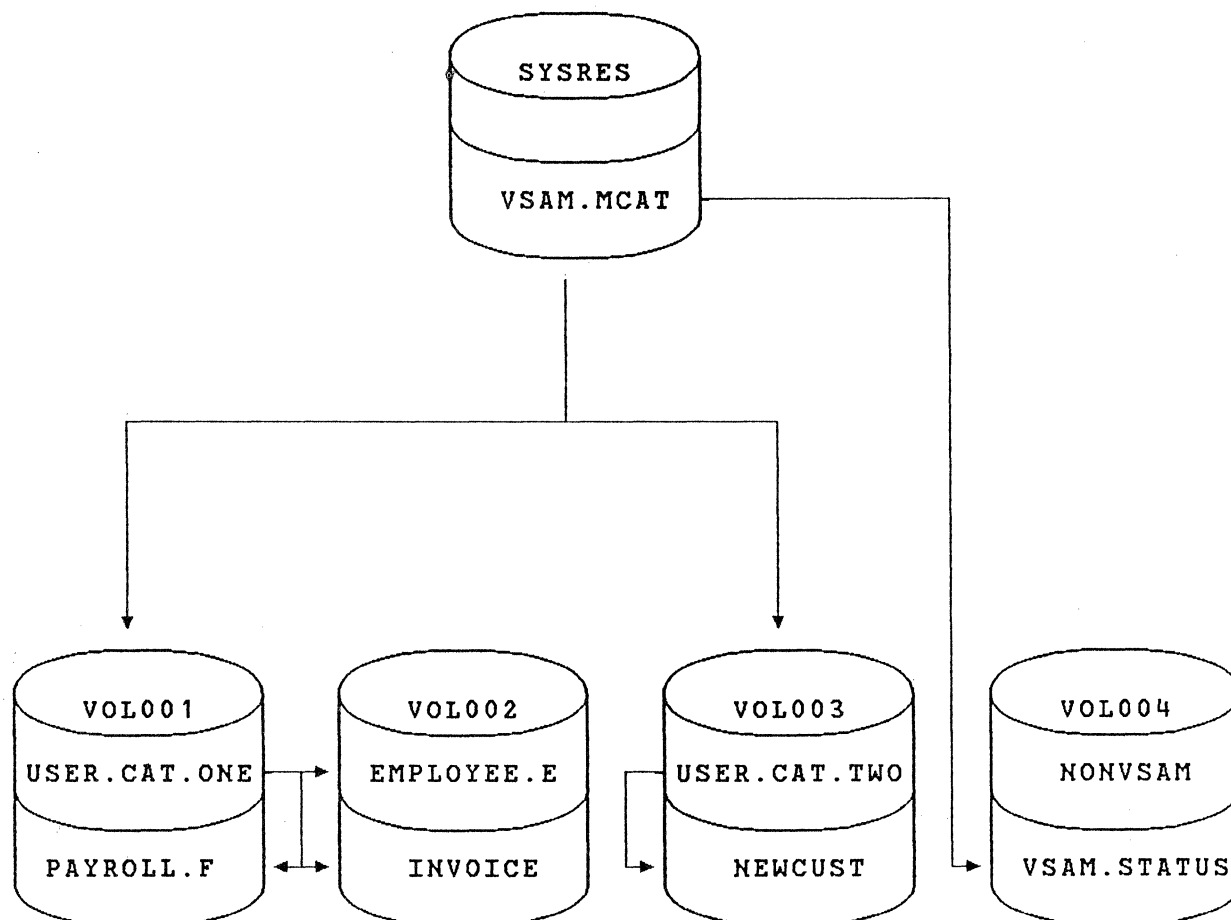 SYSRES
VSAM.MCAT
VOL001
VOL002
VOL003
VOL004
USER.CAT.ONE
EMPLOYEE.E
USER.CAT.TWO
NONVSAM
PAYROLL.F
INVOICE
NEWCUST
VSAM.STATUS